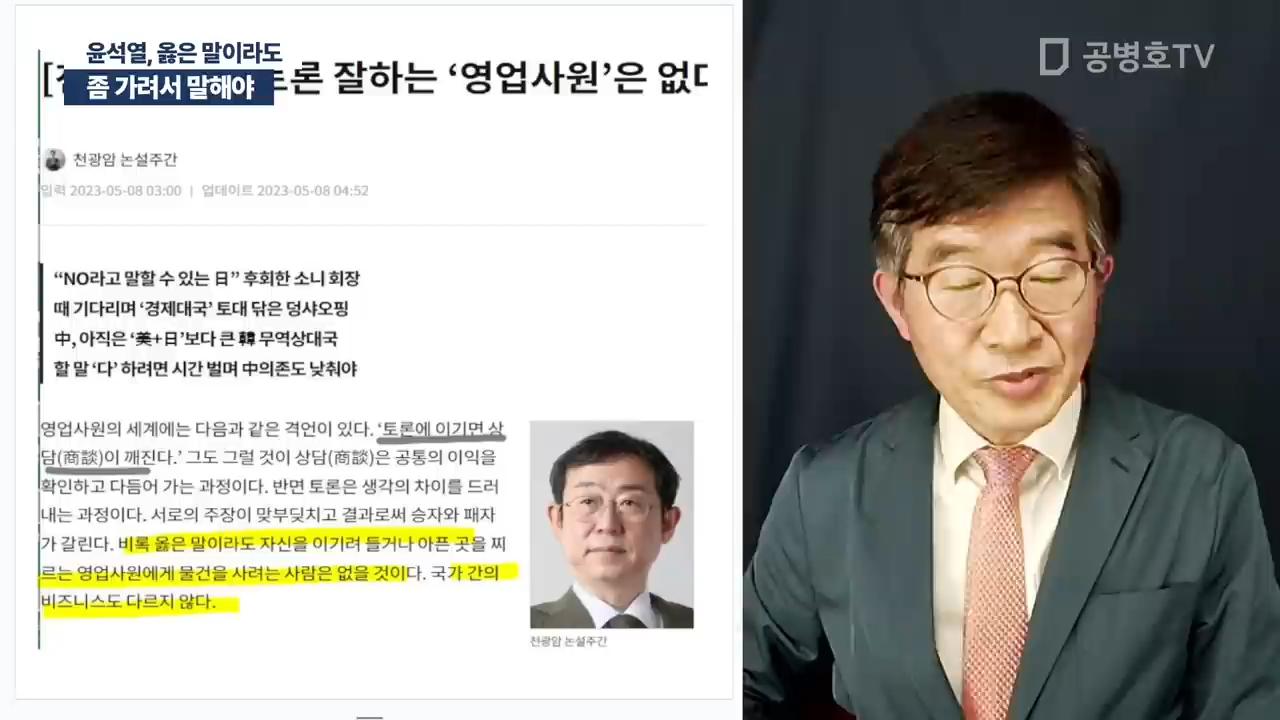 윤석열, 옳은 말이라도
좀 가려서 말해야
토론 잘하는 ‘영업사원’은 없다
공병호TV
천광암 논설주간
입력 2023-05-08 03:00 | 업데이트 2023-05-08 04:52
“NO라고 말할 수 있는 日” 후회한 소니 회장
때 기다리며 ‘경제대국’ 토대 닦은 덩샤오핑
中, 아직은 ‘美+日’보다 큰 韓 무역상대국
할 말 ‘다’ 하려면 시간 벌며 中의존도 낮춰야
영업사원의 세계에는 다음과 같은 격언이 있다. ‘토론에 이기면 상
담(商談)이 깨진다.’ 그도 그럴 것이 상담(商談)은 공통의 이익을
확인하고 다듬어 가는 과정이다. 반면 토론은 생각의 차이를 드러
내는 과정이다. 서로의 주장이 맞부딪치고 결과로써 승자와 패자
가 갈린다. 비록 옳은 말이라도 자신을 이기려 들거나 아픈 곳을 찌
르는 영업사원에게 물건을 사려는 사람은 없을 것이다. 국가 간의
비즈니스도 다르지 않다.
천광암 논설주간